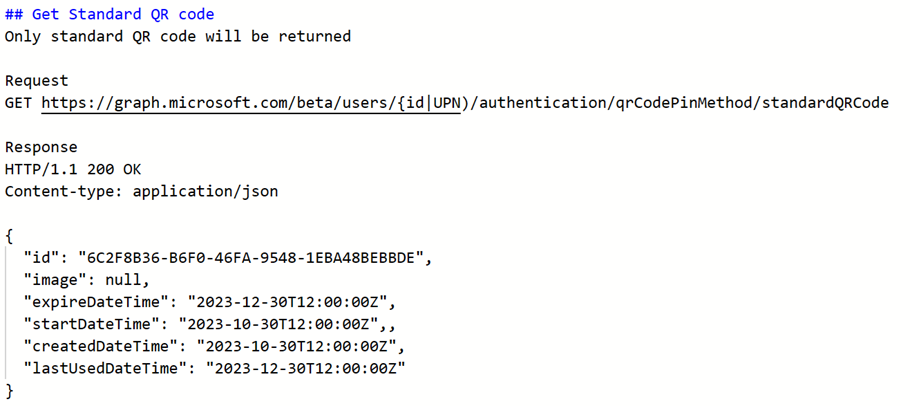 ## Get Standard QR code
Only standard QR code will be returned
Request
GET https://graph.microsoft.com/beta/users/{id|UPN)/authentication/qrCodePinMethod/standardQRCode
Response
HTTP/1.1 200 OK
Content-type: application/json
{
"id": "6C2F8B36-B6F0-46FA-9548-1EBA48BEBBDE",
"image": null,
"expireDateTime": "2023-12-30T12:00:00Z",
"startDateTime": "2023-10-30T12:00:00Z",,
"createdDateTime": "2023-10-30T12:00:00Z",
"lastUsedDateTime": "2023-12-30T12:00:00Z"
}